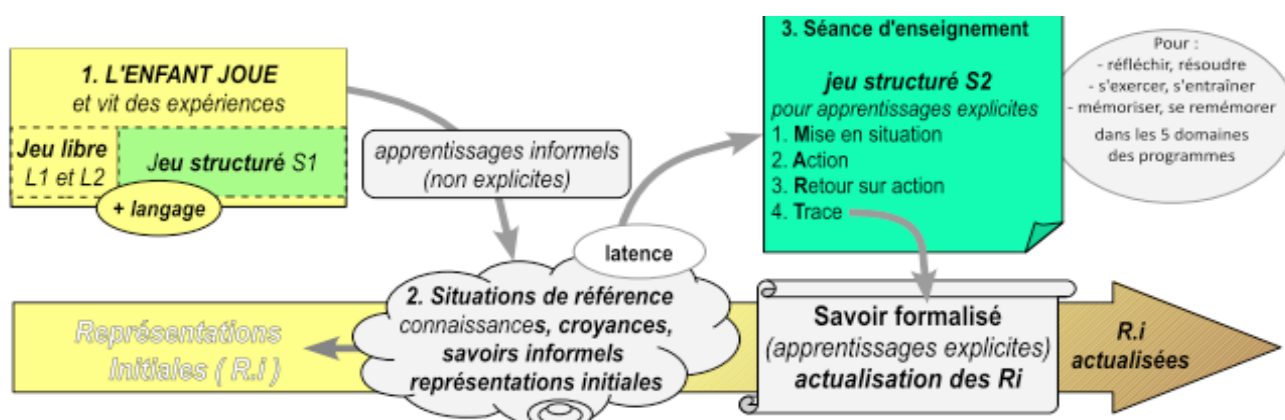 1. L'ENFANT JOUE
et vit des expériences
Jeu libre
L1 et L2
Jeu structuré S1
+ langage
apprentissages informels
(non explicites)
latence
2. Situations de référence
connaissances, croyances,
savoirs informels
représentations initiales
Représentations
Initiales ( R.i )
3. Séance d'enseignement
jeu structuré S2
pour apprentissages explicites
1. Mise en situation
2. Action
3. Retour sur action
4. Trace
Pour :
- réfléchir, résoudre
- s'exercer, s'entraîner
- mémoriser, se remémorer
dans les 5 domaines
des programmes
Savoir formalisé
(apprentissages explicites)
actualisation des Ri
R.i
actualisées